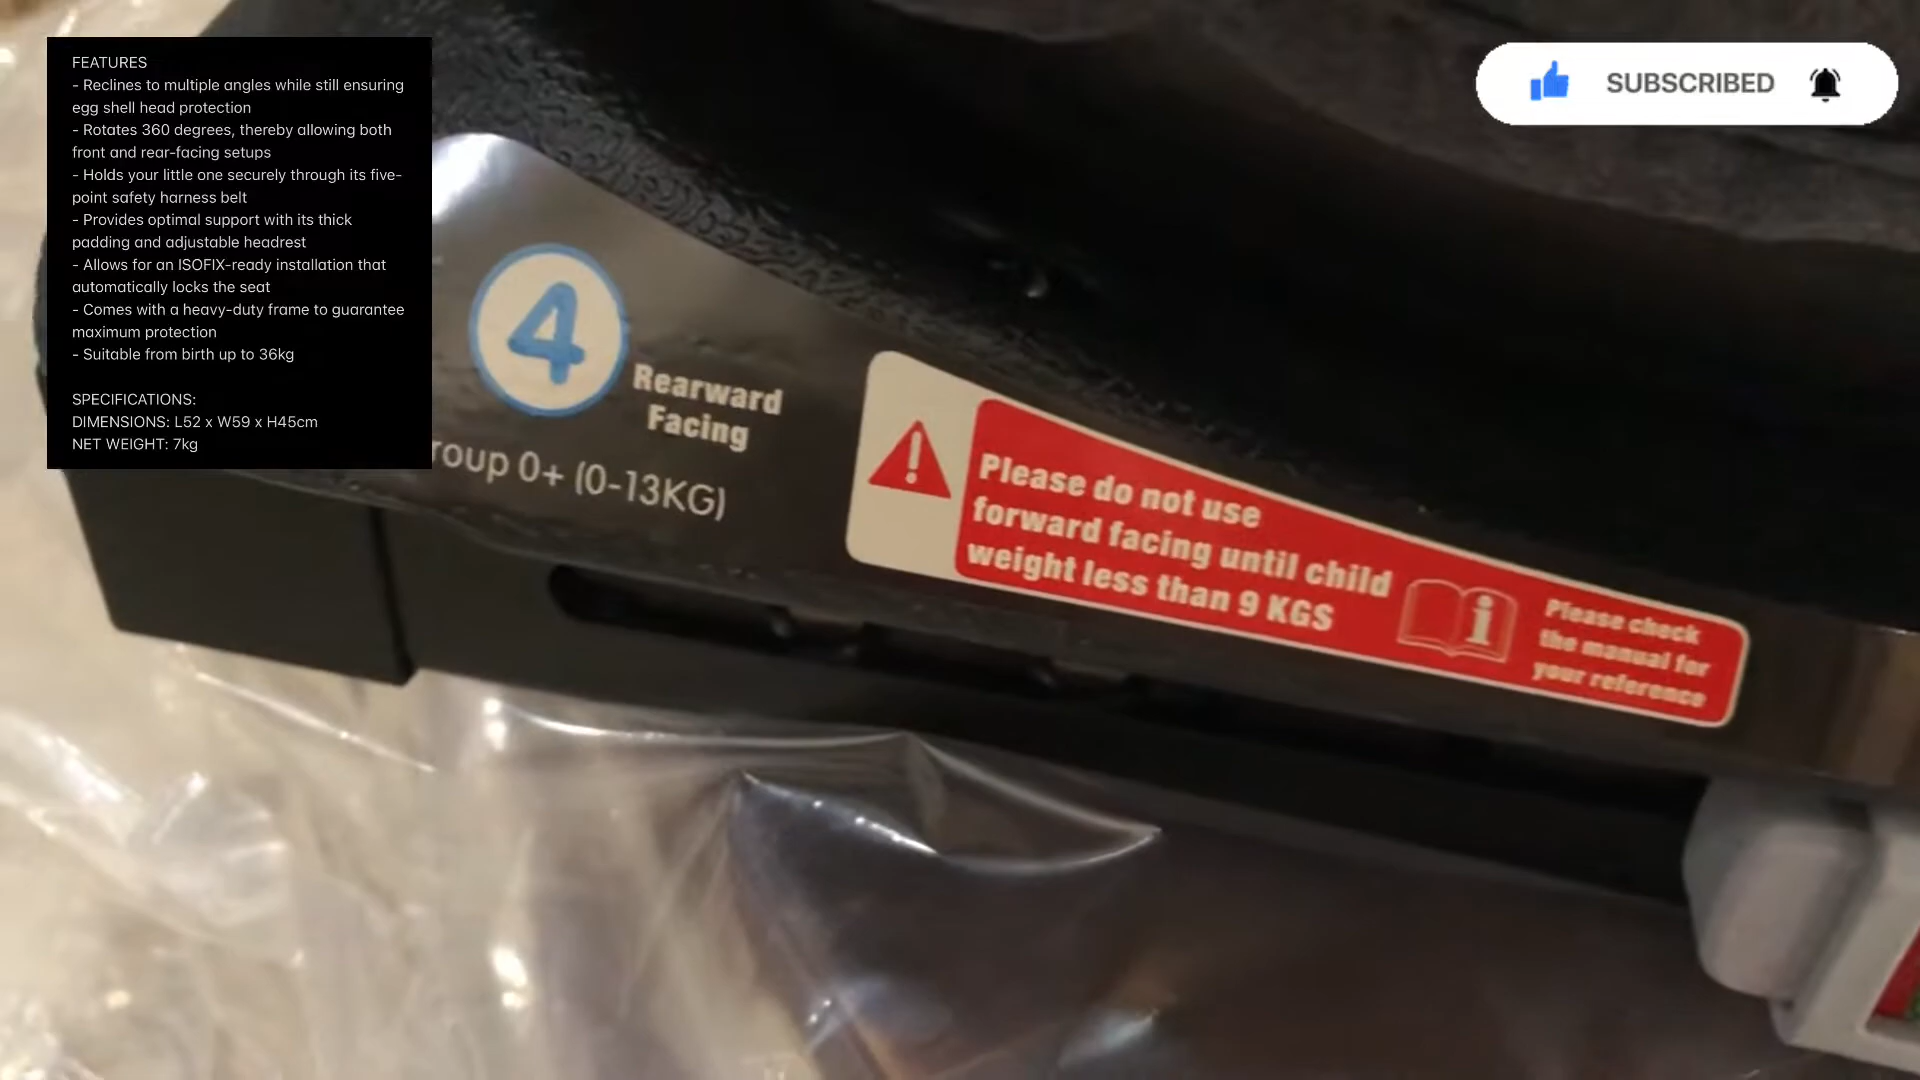 FEATURES
- Reclines to multiple angles while still ensuring
egg shell head protection
- Rotates 360 degrees, thereby allowing both
front and rear-facing setups
- Holds your little one securely through its five-
point safety harness belt
- Provides optimal support with its thick
padding and adjustable headrest
- Allows for an ISOFIX-ready installation that
automatically locks the seat
- Comes with a heavy-duty frame to guarantee
maximum protection
- Suitable from birth up to 36kg
SPECIFICATIONS:
DIMENSIONS: L52 x W59 x H45cm
NET WEIGHT: 7kg
SUBSCRIBED
4
Rearward
Facing
roup 0+ (0-13KG)
Please do not use
forward facing until child
weight less than 9 KGS
Please check
the manual for
your reference